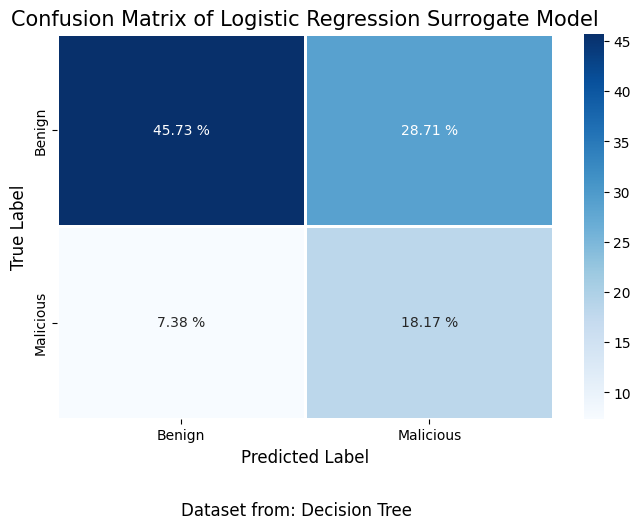 Confusion Matrix of Logistic Regression Surrogate Model
True Label
Benign
Malicious
45.73 %
28.71 %
7.38 %
18.17 %
Benign
Malicious
Predicted Label
45
40
35
30
25
20
15
10
Dataset from: Decision Tree